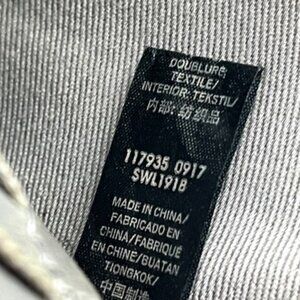 DOUBLURE:
TEXTILE/
INTERIOR: TEKSTIL/
内部: 纺织品
117935 0917
SWL1918
MADE IN CHINA/
FABRICADO EN
CHINA/FABRIQUÉ
EN CHINE/BUATAN
TIONGKOK/
中国制造